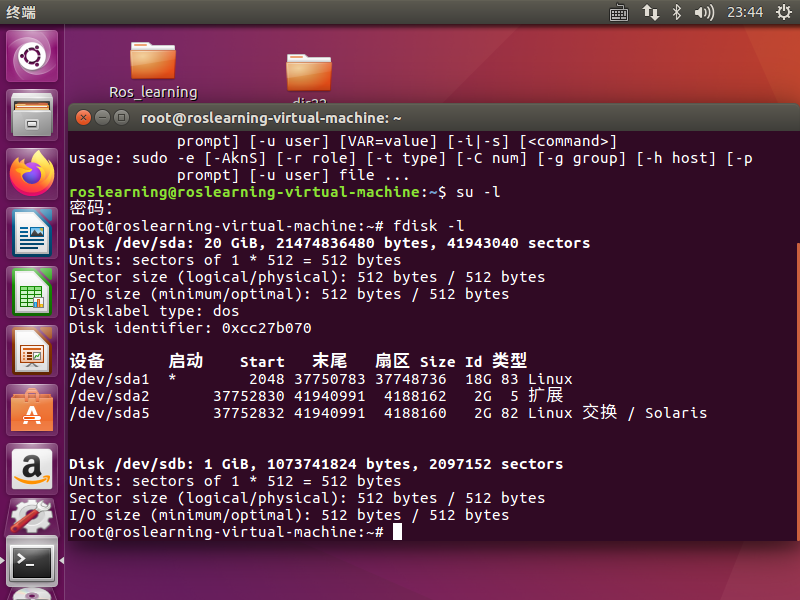 终端
23:44
Ros_learning
root@roslearning-virtual-machine: ~
prompt] [-u user] [VAR=value] [-i|-s] [<command>]
usage: sudo -e [-AknS] [-r role] [-t type] [-C num] [-g group] [-h host] [-p
prompt] [-u user] file ...
roslearning@roslearning-virtual-machine:~$ su -l
密码：
root@roslearning-virtual-machine:~# fdisk -l
Disk /dev/sda: 20 GiB, 21474836480 bytes, 41943040 sectors
Units: sectors of 1 * 512 = 512 bytes
Sector size (logical/physical): 512 bytes / 512 bytes
I/O size (minimum/optimal): 512 bytes / 512 bytes
Disklabel type: dos
Disk identifier: 0xcc27b070
设备 启动 Start 末尾 扇区 Size Id 类型
/dev/sda1 * 2048 37750783 37748736 18G 83 Linux
/dev/sda2 37752830 41940991 4188162 2G 5 扩展
/dev/sda5 37752832 41940991 4188160 2G 82 Linux 交换 / Solaris
Disk /dev/sdb: 1 GiB, 1073741824 bytes, 2097152 sectors
Units: sectors of 1 * 512 = 512 bytes
Sector size (logical/physical): 512 bytes / 512 bytes
I/O size (minimum/optimal): 512 bytes / 512 bytes
root@roslearning-virtual-machine:~#